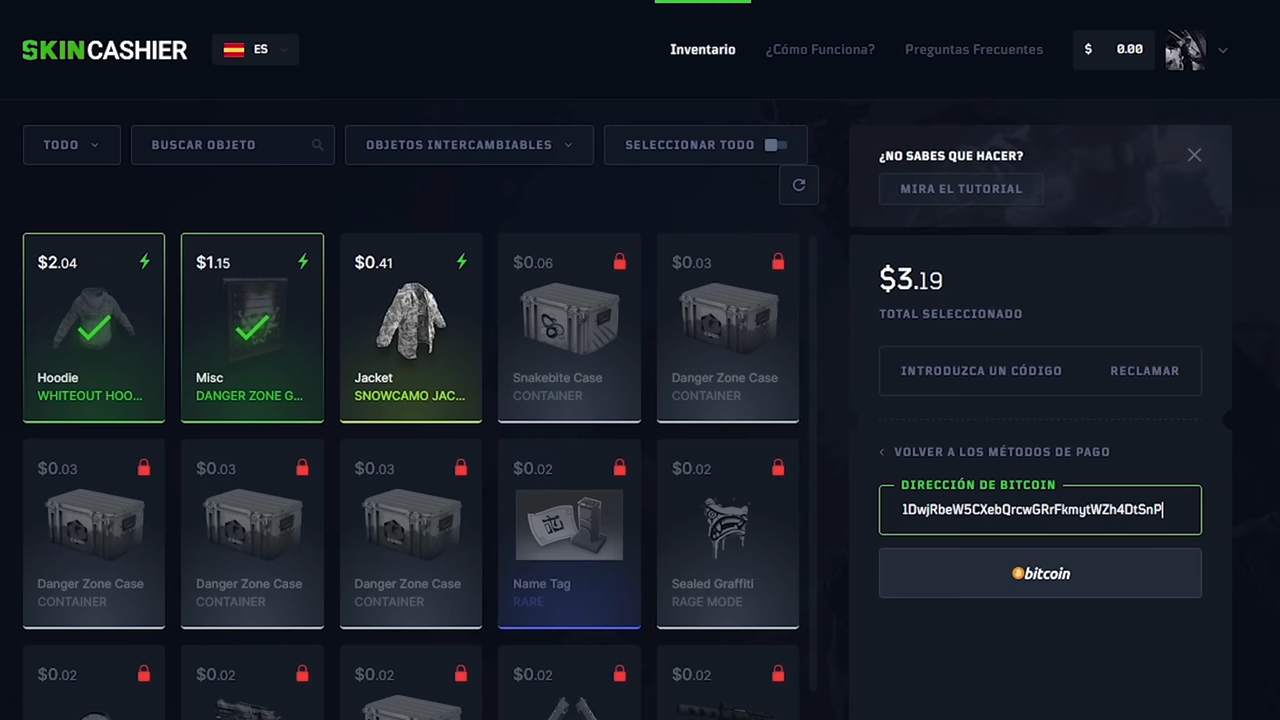 SKINCASHIER
ES
Inventario
¿Cómo Funciona?
Preguntas Frecuentes
$ 0.00
TODO
BUSCAR OBJETO
OBJETOS INTERCAMBIABLES
SELECCIONAR TODO
¿NO SABES QUE HACER?
MIRA EL TUTORIAL
$2.04
Hoodie
WHITEOUT HOO...
$1.15
Misc
DANGER ZONE G...
$0.41
Jacket
SNOWCAMO JAC...
$0.06
Snakebite Case
CONTAINER
$0.03
Danger Zone Case
CONTAINER
$0.03
Danger Zone Case
CONTAINER
$0.03
Danger Zone Case
CONTAINER
$0.03
Danger Zone Case
CONTAINER
$0.02
Name Tag
RARE
$0.02
Sealed Graffiti
RAGE MODE
$0.02
$0.02
$0.02
$0.02
$0.02
$3.19
TOTAL SELECCIONADO
INTRODUZCA UN CÓDIGO
RECLAMAR
‹ VOLVER A LOS MÉTODOS DE PAGO
DIRECCIÓN DE BITCOIN
1DwjRbeW5CXebQrcwGRrFkmytWZh4DtSnP
bitcoin